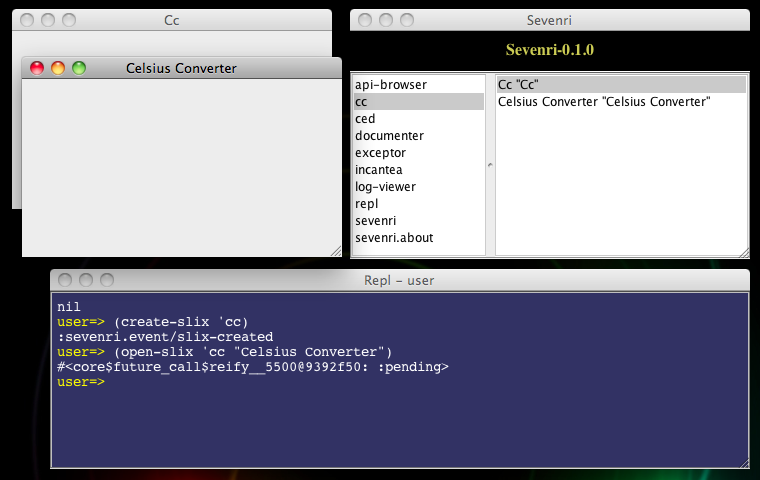 Cc
Celsius Converter
Sevenri
Sevenri-0.1.0
api-browser
cc
ced
documenter
exceptor
incantea
log-viewer
repl
sevenri
sevenri.about
Cc "Cc"
Celsius Converter "Celsius Converter"
Repl - user
nil
user=> (create-slix 'cc)
:sevenri.event/slix-created
user=> (open-slix 'cc "Celsius Converter")
#<core$future_call$reify__5500@9392f50: :pending>
user=>